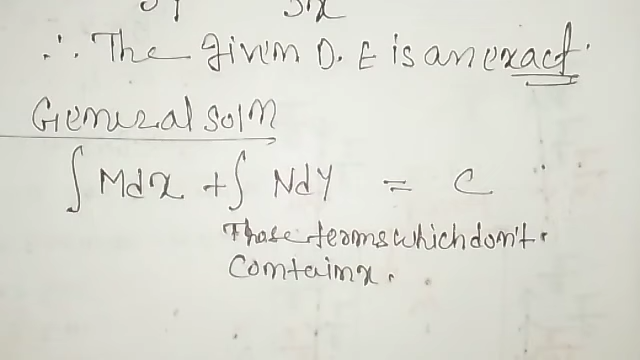 ∴ The given D.E is an exact.
General soln
∫ Mdx + ∫ Ndy = C
Those terms which don't
contain x.